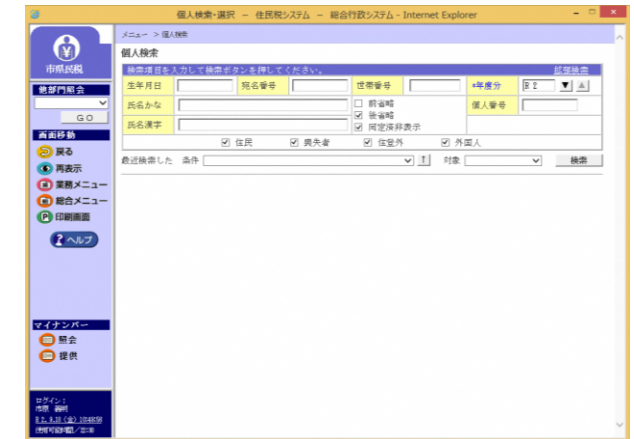 個人検索・選択 － 住民税システム － 総合行政システム - Internet Explorer
市県民税
他部門照会
GO
画面移動
戻る
再表示
業務メニュー
総合メニュー
印刷画面
ヘルプ
マイナンバー
照会
提供
ログイン：
メニュー > 個人検索
個人検索
検索項目を入力して検索ボタンを押してください。 拡張検索
生年月日 宛名番号 世帯番号 *年度分 R 2 ▼ ▲
氏名かな 前省略 個人番号
後省略
氏名漢字 同定済非表示
住民 喪失者 住登外 外国人
最近検索した 条件 ! 対象 検索